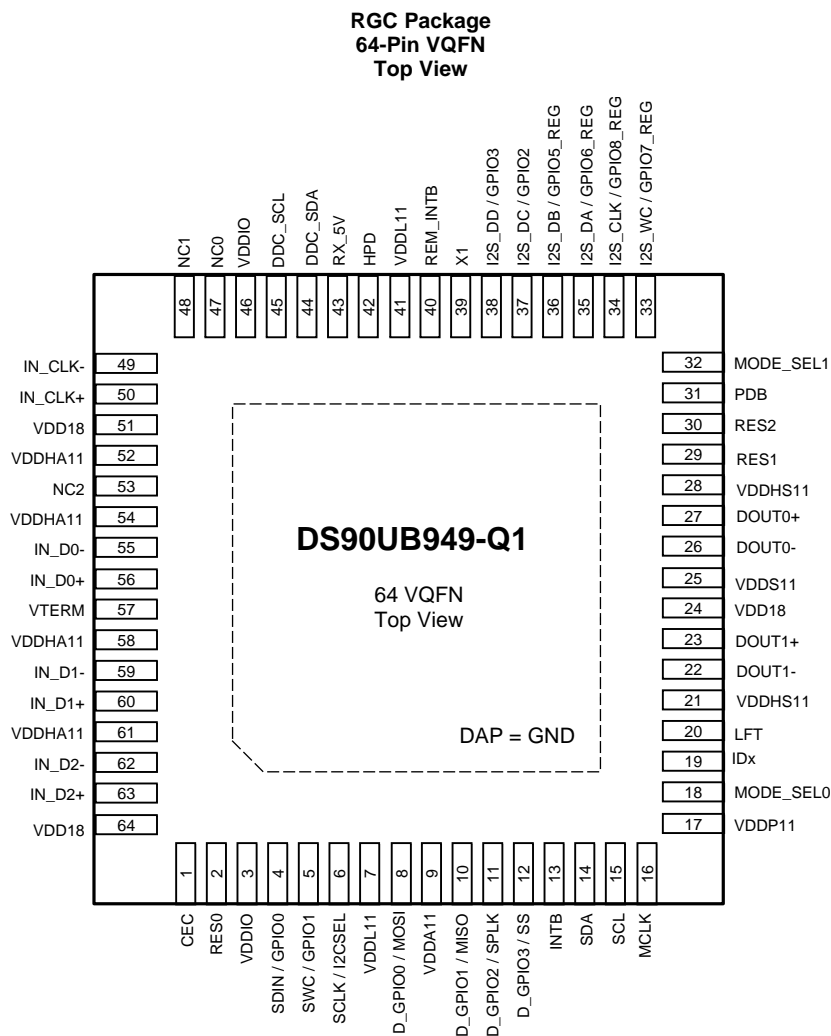 RGC Package
64-Pin VQFN
Top View
NC1
NC0
VDDIO
DDC_SCL
DDC_SDA
RX_5V
HPD
VDDL11
REM_INTB
X1
I2S_DD / GPIO3
I2S_DC / GPIO2
I2S_DB / GPIO5_REG
I2S_DA / GPIO6_REG
I2S_CLK / GPIO8_REG
I2S_WC / GPIO7_REG
48
47
46
45
44
43
42
41
40
39
38
37
36
35
34
33
IN_CLK- 49
IN_CLK+ 50
VDD18 51
VDDHA11 52
NC2 53
VDDHA11 54
IN_D0- 55
IN_D0+ 56
VTERM 57
VDDHA11 58
IN_D1- 59
IN_D1+ 60
VDDHA11 61
IN_D2- 62
IN_D2+ 63
VDD18 64
DS90UB949-Q1
64 VQFN
Top View
DAP = GND
32 MODE_SEL1
31 PDB
30 RES2
29 RES1
28 VDDHS11
27 DOUT0+
26 DOUT0-
25 VDDS11
24 VDD18
23 DOUT1+
22 DOUT1-
21 VDDHS11
20 LFT
19 IDx
18 MODE_SEL0
17 VDDP11
1
2
3
4
5
6
7
8
9
10
11
12
13
14
15
16
CEC
RES0
VDDIO
SDIN / GPIO0
SWC / GPIO1
SCLK / I2CSEL
VDDL11
D_GPIO0 / MOSI
VDDA11
D_GPIO1 / MISO
D_GPIO2 / SPLK
D_GPIO3 / SS
INTB
SDA
SCL
MCLK